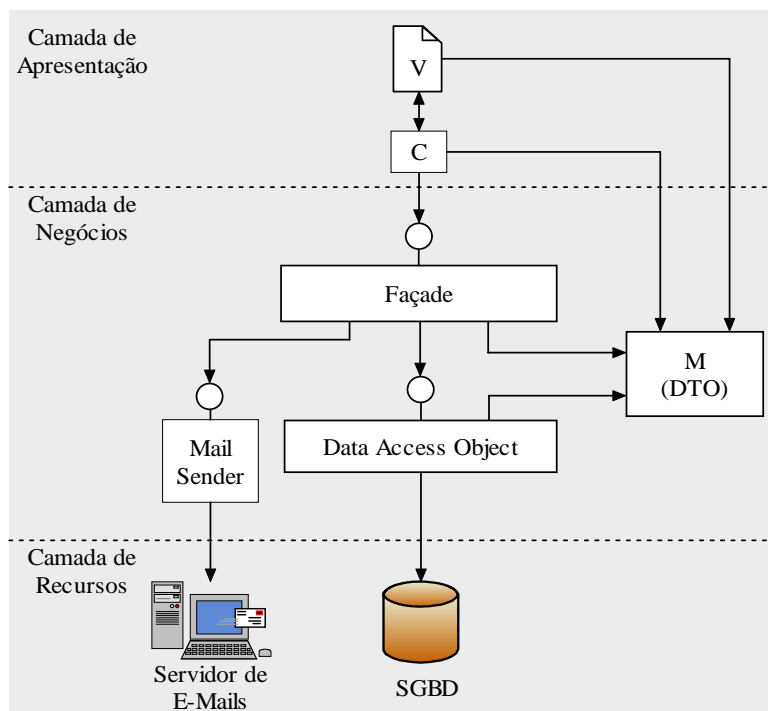 Camada de
Apresentação
V
C
Camada de
Negócios
Façade
M
(DTO)
Mail
Sender
Data Access Object
Camada de
Recursos
Servidor de
E-Mails
SGBD